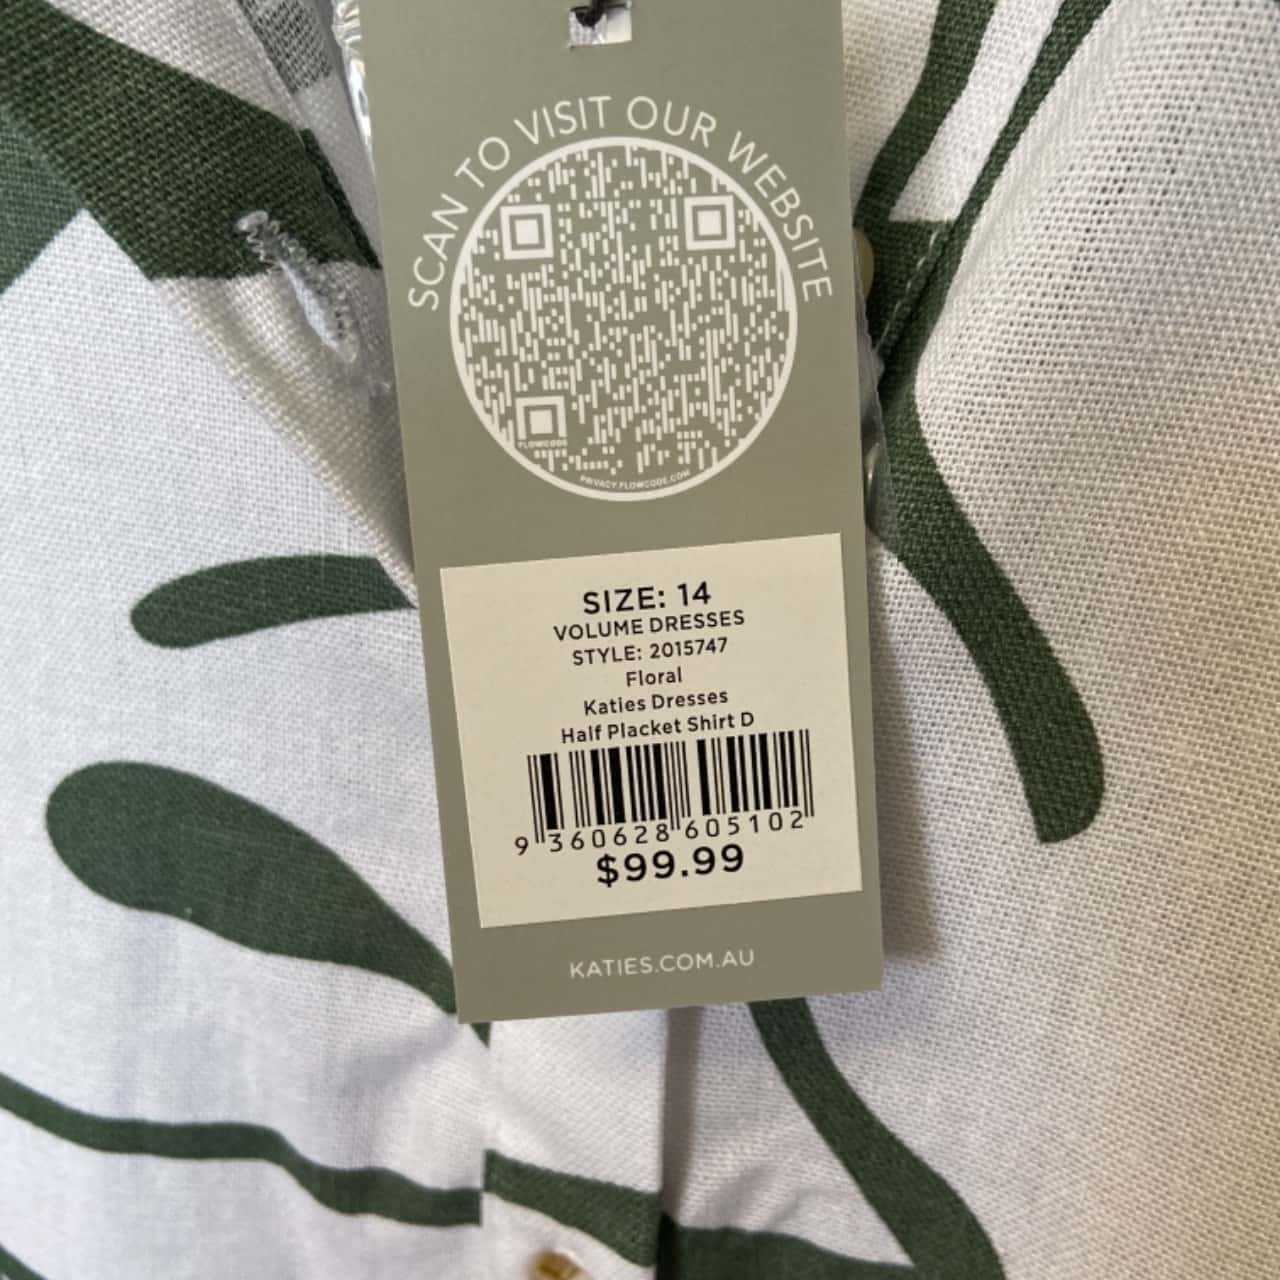 SCAN TO VISIT OUR WEBSITE
FLOWCODE
PRIVACY.FLOWCODE.COM
SIZE: 14
VOLUME DRESSES
STYLE: 2015747
Floral
Katies Dresses
Half Placket Shirt D
9 360628 605102
$99.99
KATIES.COM.AU